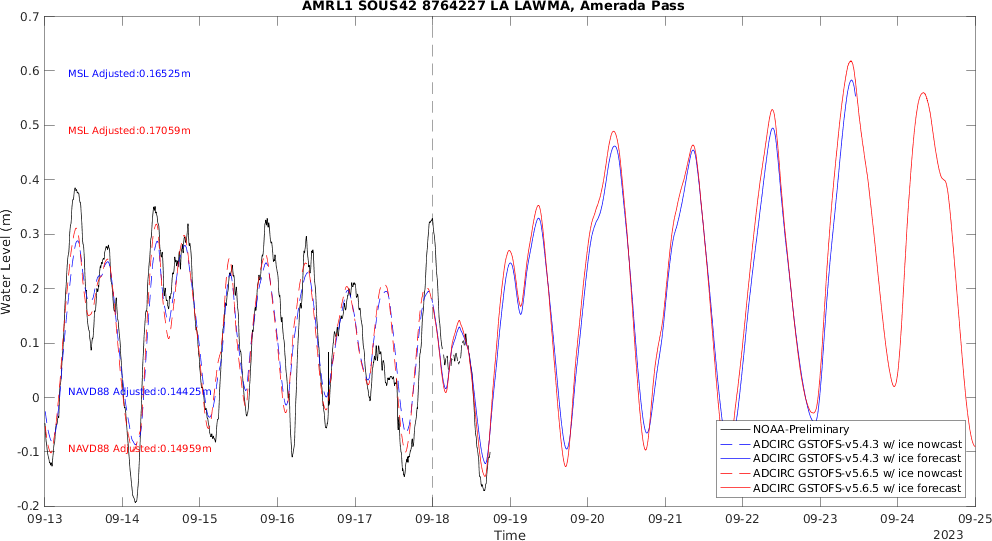 AMRL1 SOUS42 8764227 LA LAWMA, Amerada Pass
0.7
0.6
0.5
0.4
0.3
0.2
0.1
0
-0.1
-0.2
Water Level (m)
MSL Adjusted:0.16525m
MSL Adjusted:0.17059m
NAVD88 Adjusted:0.14425m
NAVD88 Adjusted:0.14959m
NOAA-Preliminary
ADCIRC GSTOFS-v5.4.3 w/ ice nowcast
ADCIRC GSTOFS-v5.4.3 w/ ice forecast
ADCIRC GSTOFS-v5.6.5 w/ ice nowcast
ADCIRC GSTOFS-v5.6.5 w/ ice forecast
09-13 09-14 09-15 09-16 09-17 09-18 09-19 09-20 09-21 09-22 09-23 09-24 09-25
Time
2023